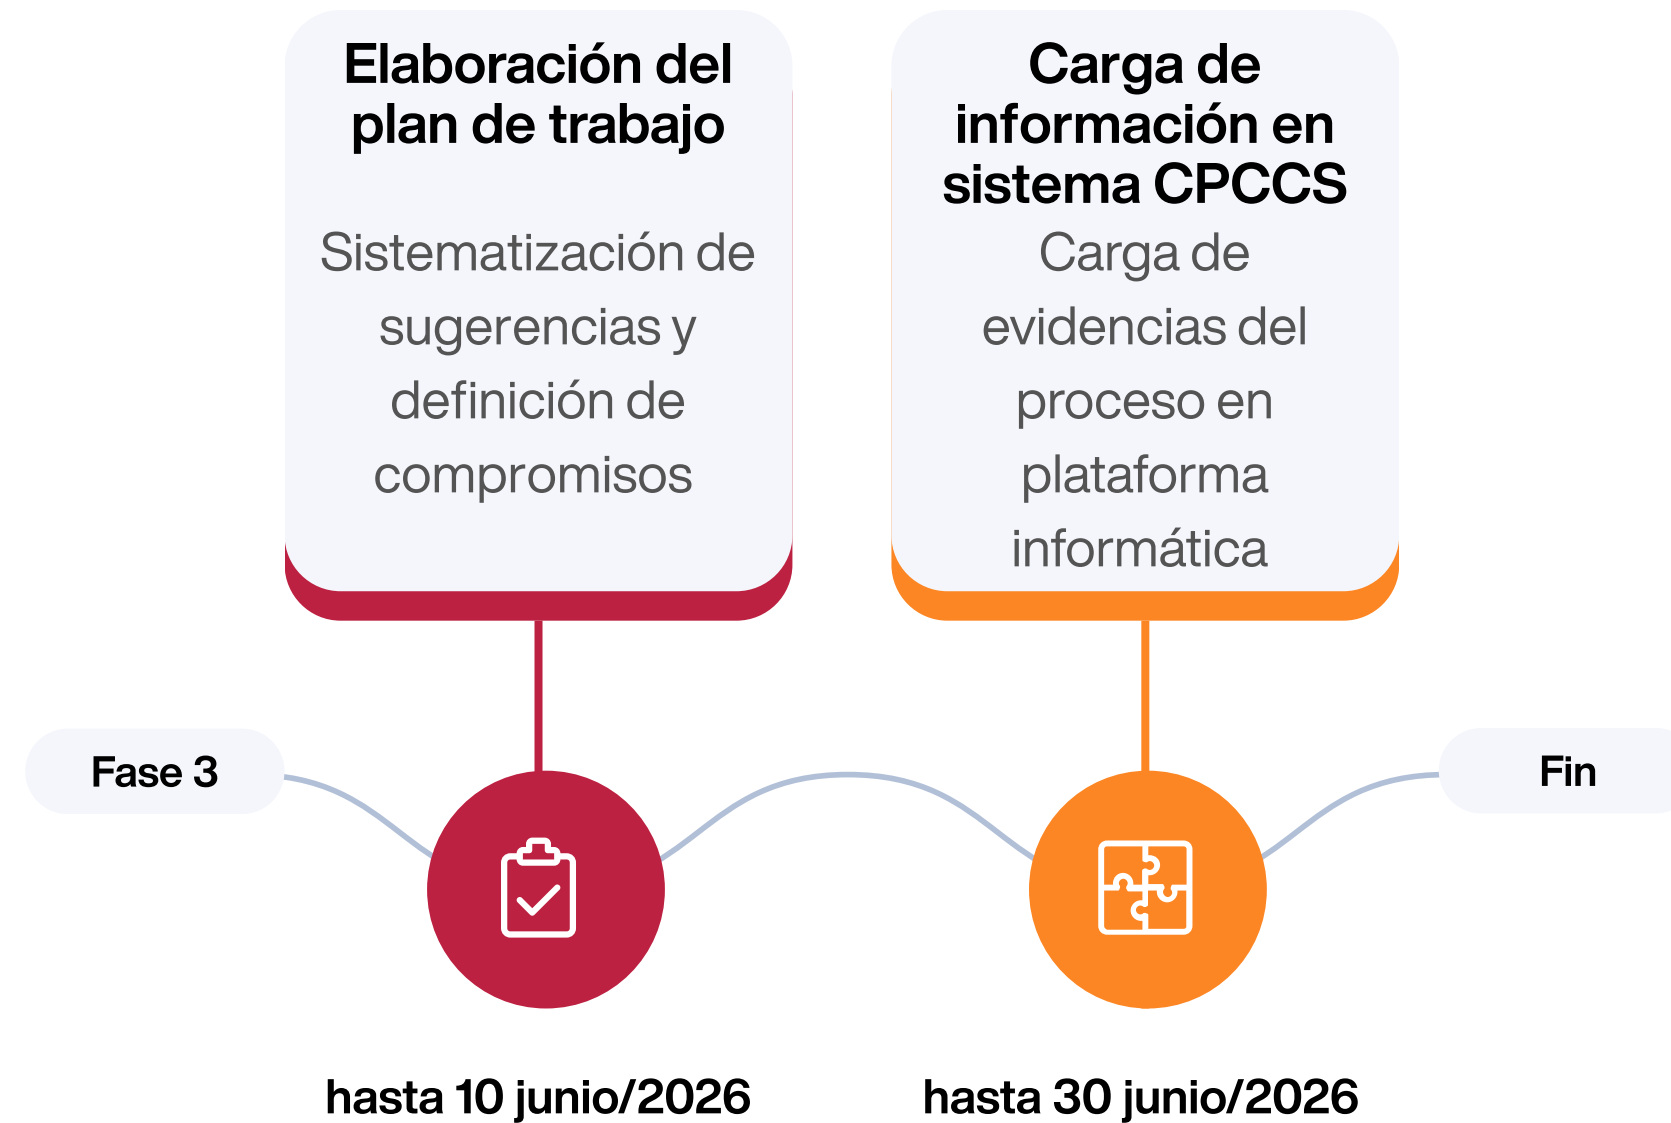 Elaboración del
plan de trabajo
Sistematización de
sugerencias y
definición de
compromisos
Carga de
información en
sistema CPCCS
Carga de
evidencias del
proceso en
plataforma
informática
Fase 3
Fin
hasta 10 junio/2026
hasta 30 junio/2026